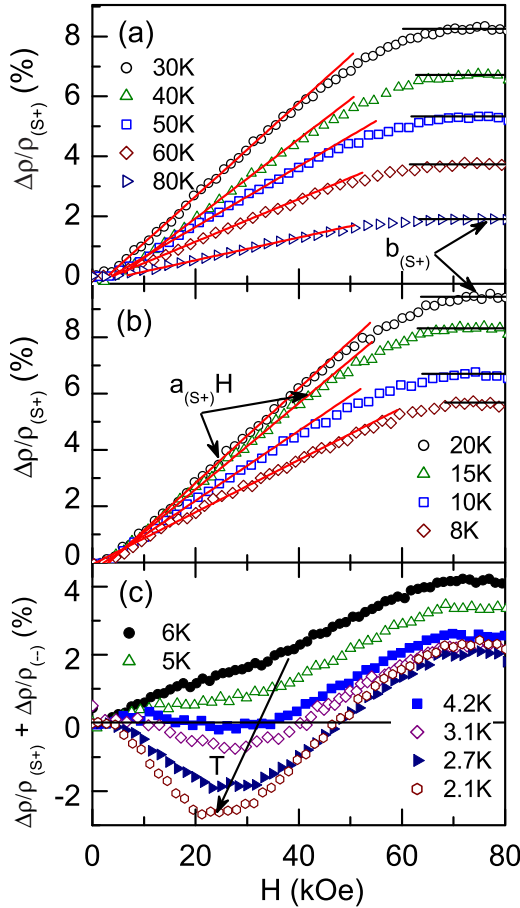 (a)
30K
40K
50K
60K
80K
b(S+)
Δρ/ρ(S+) (%)
8
6
4
2
0
(b)
a(S+)H
20K
15K
10K
8K
Δρ/ρ(S+) (%)
8
6
4
2
0
(c)
6K
5K
4.2K
3.1K
2.7K
2.1K
T
Δρ/ρ(S+) + Δρ/ρ(--) (%)
4
2
0
-2
0 20 40 60 80
H (kOe)